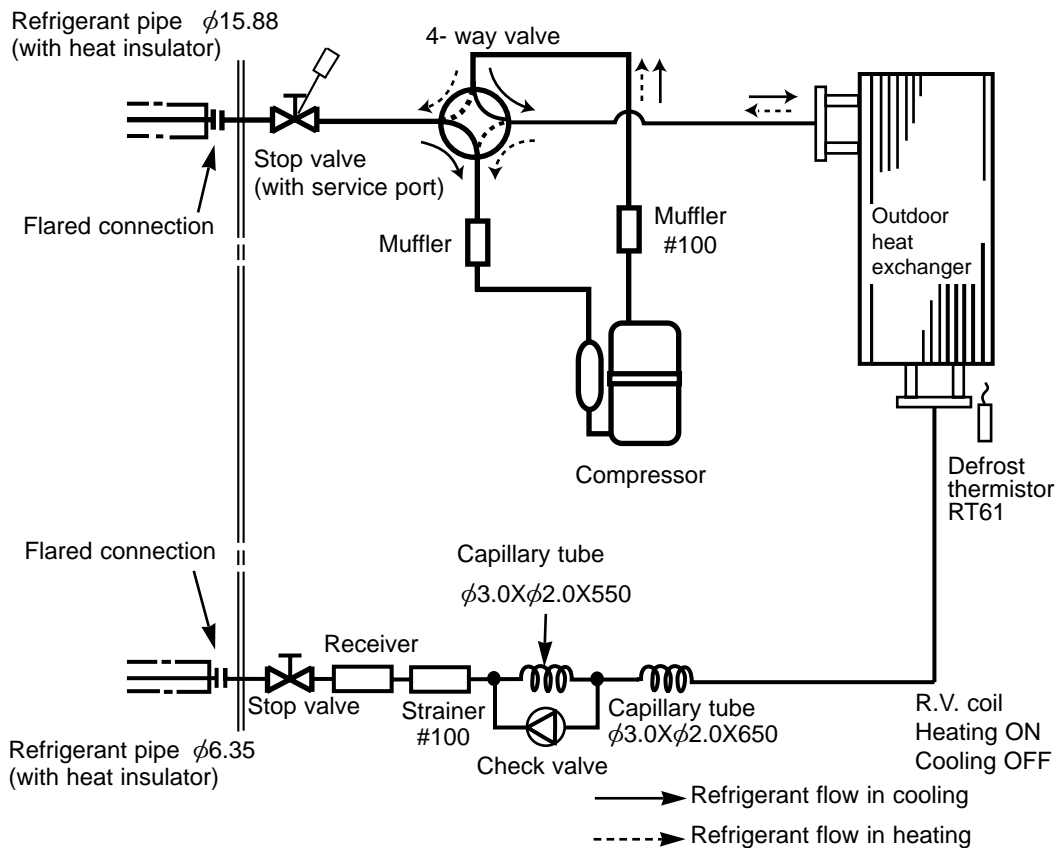 Refrigerant pipe ϕ15.88
(with heat insulator)
4- way valve
Stop valve
(with service port)
Flared connection
Muffler
Muffler
#100
Outdoor
heat
exchanger
Compressor
Defrost
thermistor
RT61
Flared connection
Capillary tube
ϕ3.0Xϕ2.0X550
Receiver
Stop valve
Strainer
#100
Capillary tube
ϕ3.0Xϕ2.0X650
Check valve
R.V. coil
Heating ON
Cooling OFF
Refrigerant pipe ϕ6.35
(with heat insulator)
Refrigerant flow in cooling
Refrigerant flow in heating